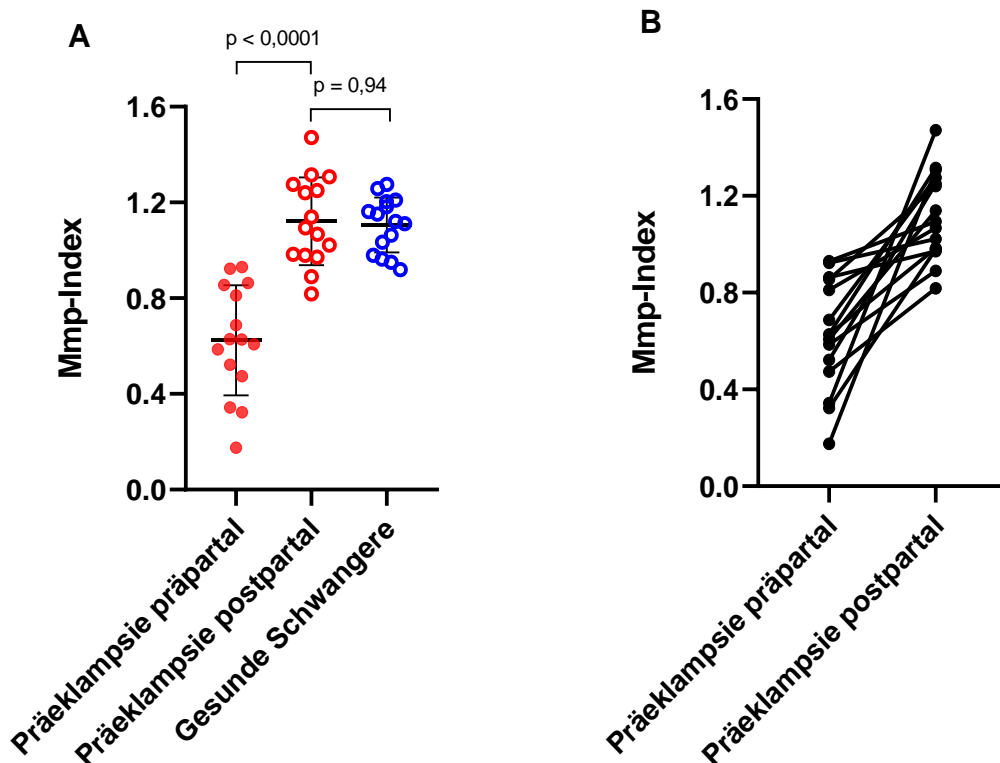 A
p < 0,0001
p = 0,94
Mmp-Index
1.6
1.2
0.8
0.4
0.0
Präeklampsie präpartal
Präeklampsie postpartal
Gesunde Schwangere
B
Mmp-Index
1.6
1.2
0.8
0.4
0.0
Präeklampsie präpartal
Präeklampsie postpartal